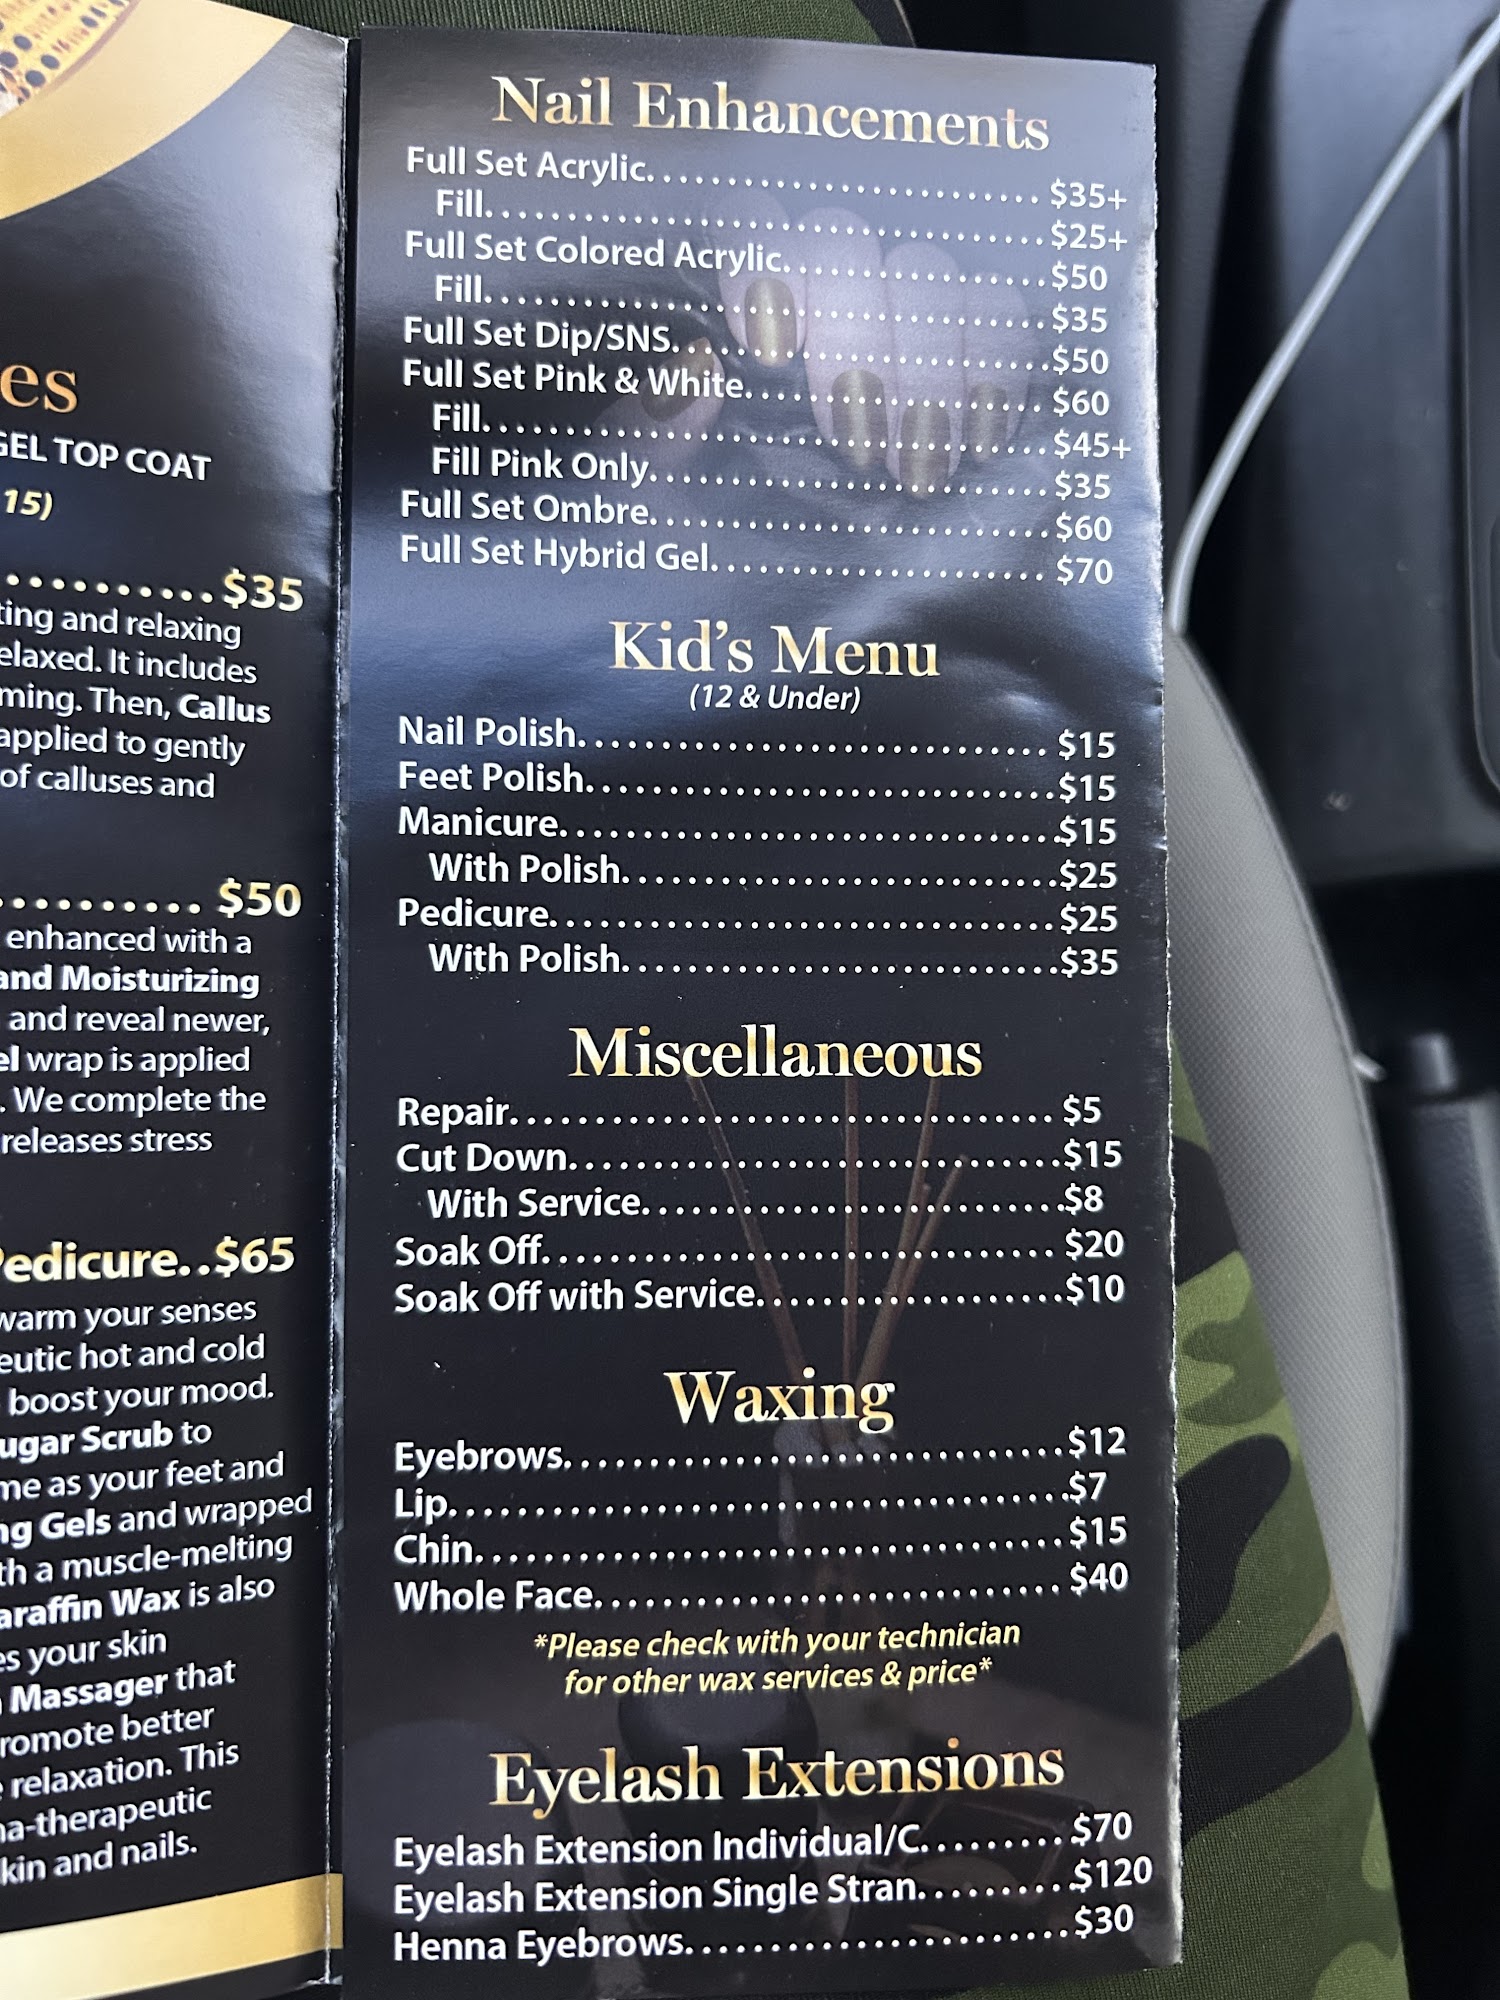 es
GEL TOP COAT
15)
..........$35
ting and relaxing
elaxed. It includes
ming. Then, Callus
applied to gently
of calluses and
.......... $50
enhanced with a
and Moisturizing
and reveal newer,
el wrap is applied
. We complete the
releases stress
Pedicure..$65
warm your senses
eutic hot and cold
boost your mood.
ugar Scrub to
me as your feet and
ng Gels and wrapped
th a muscle-melting
araffin Wax is also
es your skin
Massager that
romote better
relaxation. This
ma-therapeutic
kin and nails.
Nail Enhancements
Full Set Acrylic........................ $35+
Fill..................................$25+
Full Set Colored Acrylic................$50
Fill..................................$35
Full Set Dip/SNS.......................$50
Full Set Pink & White.................. $60
Fill..................................$45+
Fill Pink Only........................$35
Full Set Ombre........................$60
Full Set Hybrid Gel.................... $70
Kid's Menu
(12 & Under)
Nail Polish............................ $15
Feet Polish............................$15
Manicure..............................$15
With Polish..........................$25
Pedicure..............................$25
With Polish..........................$35
Miscellaneous
Repair................................. $5
Cut Down..............................$15
With Service.........................$8
Soak Off............................... $20
Soak Off with Service..................$10
Waxing
Eyebrows..............................$12
Lip.....................................$7
Chin...................................$15
Whole Face............................ $40
*Please check with your technician
for other wax services & price*
Eyelash Extensions
Eyelash Extension Individual/C.........$70
Eyelash Extension Single Stran..........$120
Henna Eyebrows.......................$30